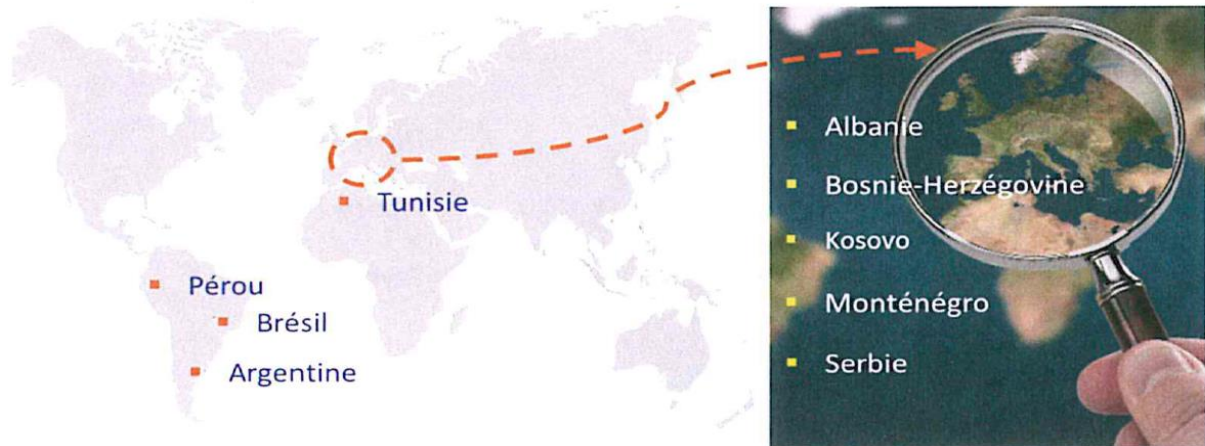 Tunisie
Pérou
Brésil
Argentine
Albanie
Bosnie-Herzégovine
Kosovo
Monténégro
Serbie